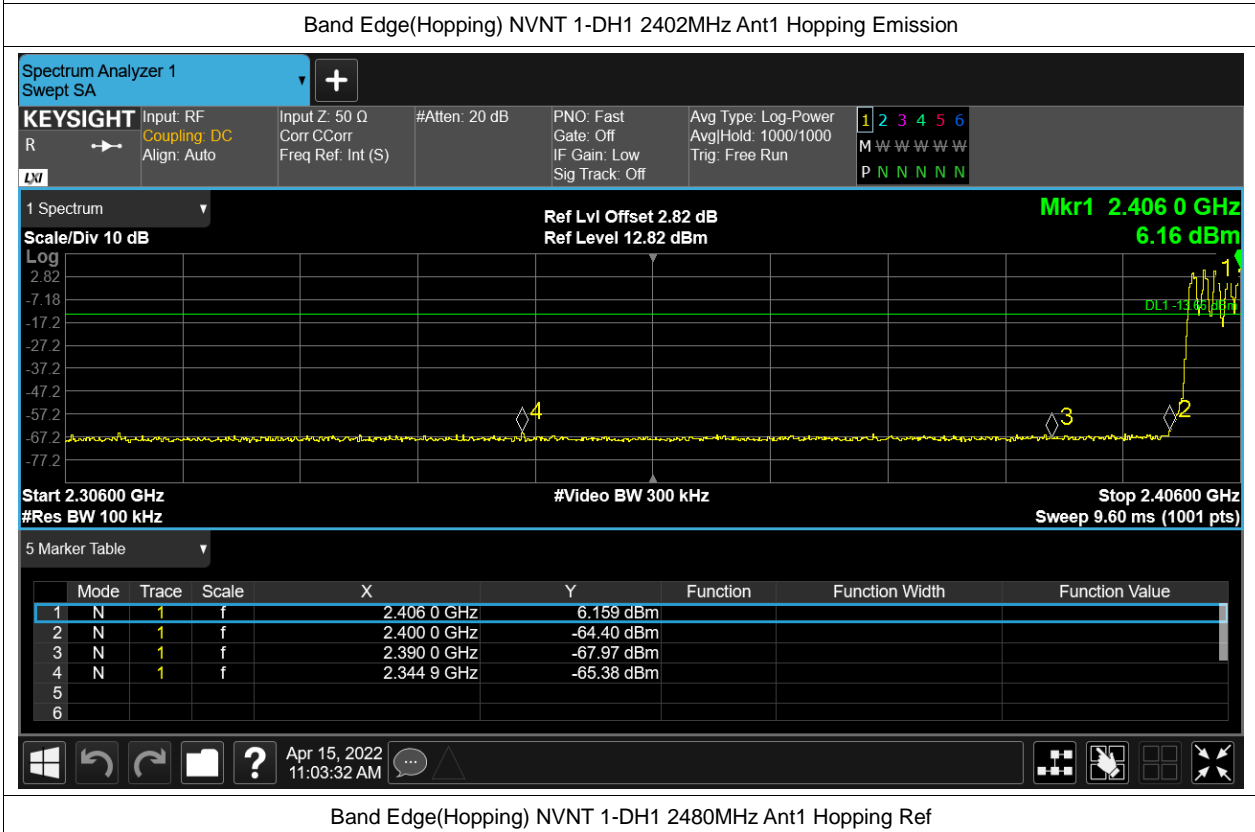 Band Edge(Hopping) NVNT 1-DH1 2402MHz Ant1 Hopping Emission
Spectrum Analyzer 1
Swept SA
KEYSIGHT
R
LXI
Input: RF
Coupling: DC
Align: Auto
Input Z: 50 Ω
Corr CCorr
Freq Ref: Int (S)
#Atten: 20 dB
PNO: Fast
Gate: Off
IF Gain: Low
Sig Track: Off
Avg Type: Log-Power
Avg|Hold: 1000/1000
Trig: Free Run
1 2 3 4 5 6
M W W W W W
P N N N N N
1 Spectrum
Scale/Div 10 dB
Ref Lvl Offset 2.82 dB
Ref Level 12.82 dBm
Mkr1 2.406 0 GHz
6.16 dBm
Log
2.82
-7.18
-17.2
-27.2
-37.2
-47.2
-57.2
-67.2
-77.2
1
DL1 -13.66 dBm
4
3
2
Start 2.30600 GHz
#Video BW 300 kHz
Stop 2.40600 GHz
#Res BW 100 kHz
Sweep 9.60 ms (1001 pts)
5 Marker Table
Mode Trace Scale X Y Function Function Width Function Value
1 N 1 f 2.406 0 GHz 6.159 dBm
2 N 1 f 2.400 0 GHz -64.40 dBm
3 N 1 f 2.390 0 GHz -67.97 dBm
4 N 1 f 2.344 9 GHz -65.38 dBm
5
6
?
Apr 15, 2022
11:03:32 AM
Band Edge(Hopping) NVNT 1-DH1 2480MHz Ant1 Hopping Ref